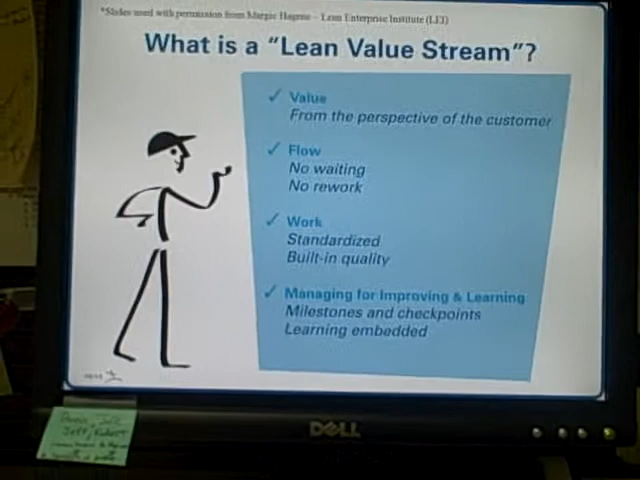 *Slides used with permission from Margie Hagene – Lean Enterprise Institute (LEI)
What is a "Lean Value Stream"?
✓ Value
From the perspective of the customer
✓ Flow
No waiting
No rework
✓ Work
Standardized
Built-in quality
✓ Managing for Improving & Learning
Milestones and checkpoints
Learning embedded
DELL